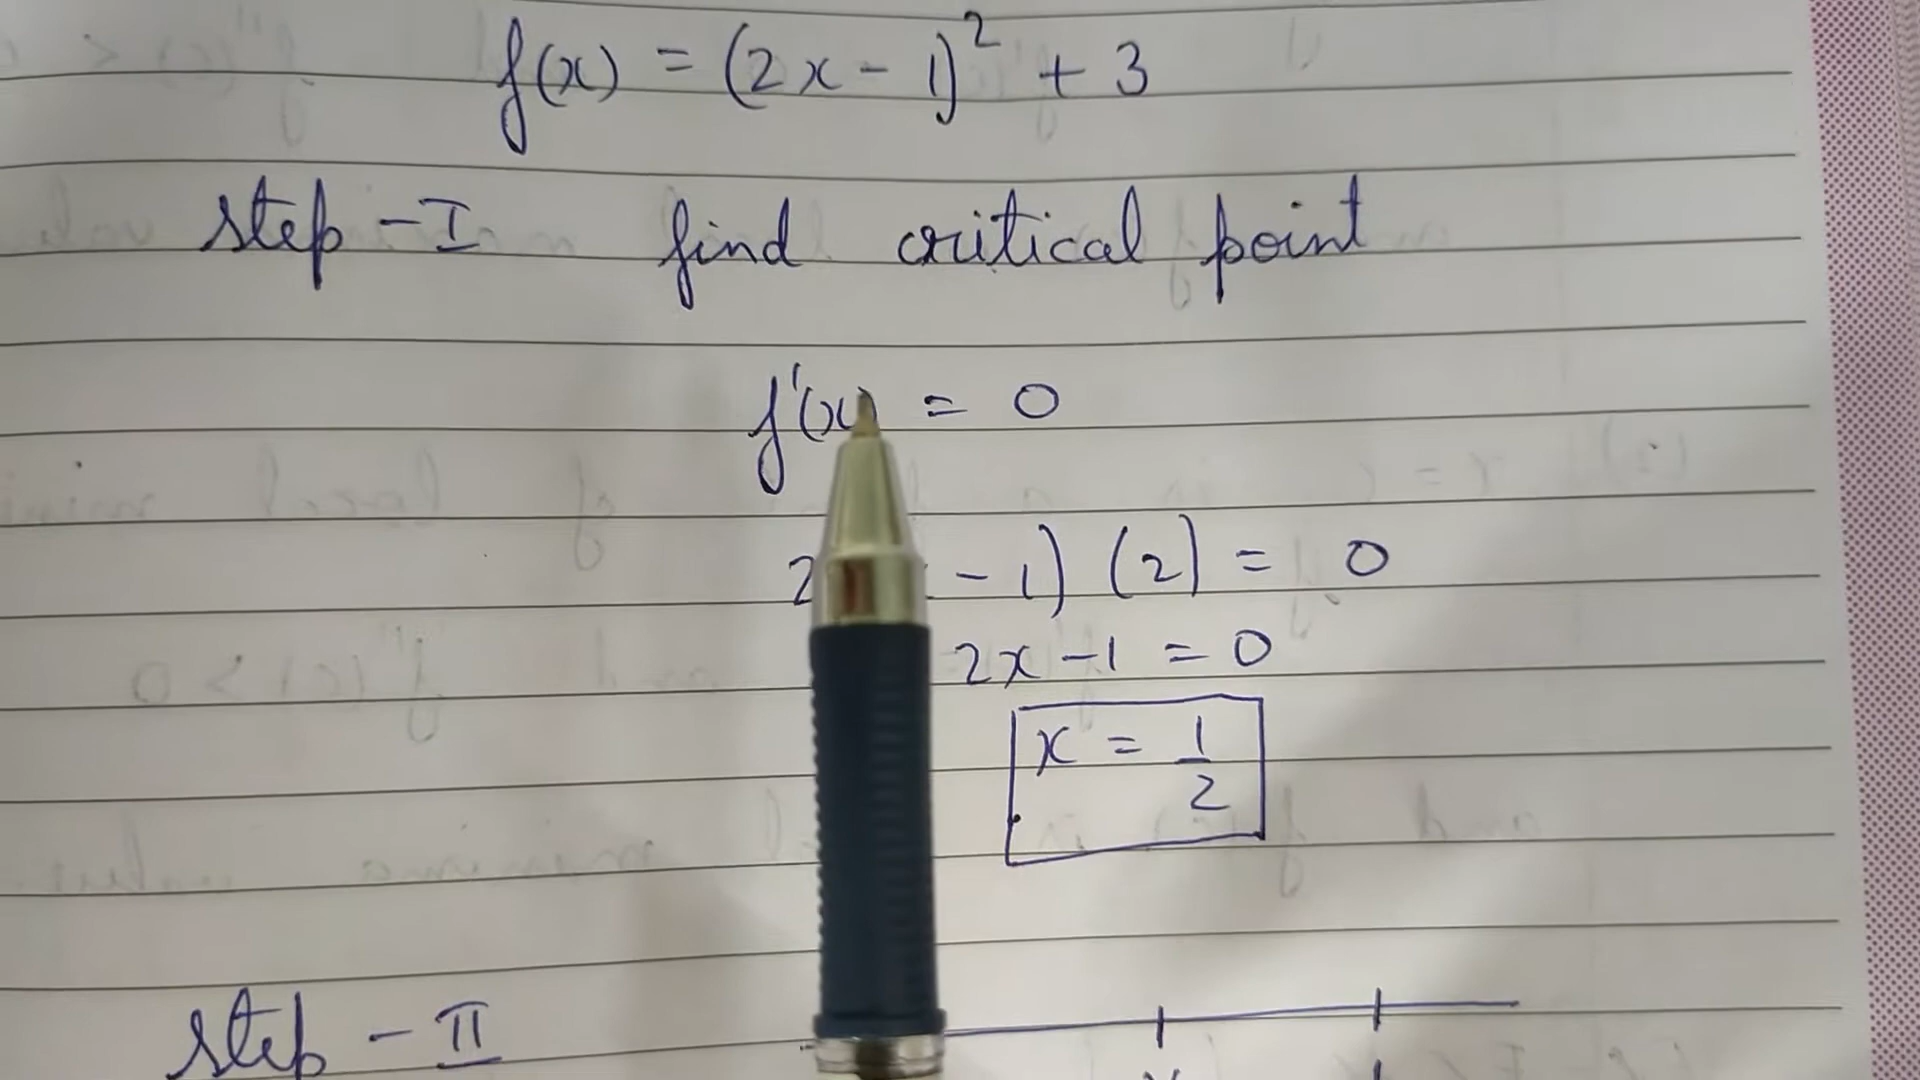 f(x) = (2x - 1)² + 3
step - I find critical point
f'(x) = 0
2 - 1) (2) = 0
2x - 1 = 0
x = 1/2
step - II